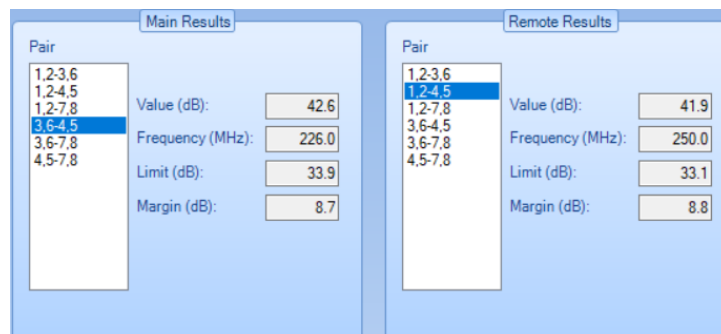 Main Results
Pair
1,2-3,6
1,2-4,5
1,2-7,8
3,6-4,5
3,6-7,8
4,5-7,8
Value (dB): 42.6
Frequency (MHz): 226.0
Limit (dB): 33.9
Margin (dB): 8.7
Remote Results
Pair
1,2-3,6
1,2-4,5
1,2-7,8
3,6-4,5
3,6-7,8
4,5-7,8
Value (dB): 41.9
Frequency (MHz): 250.0
Limit (dB): 33.1
Margin (dB): 8.8